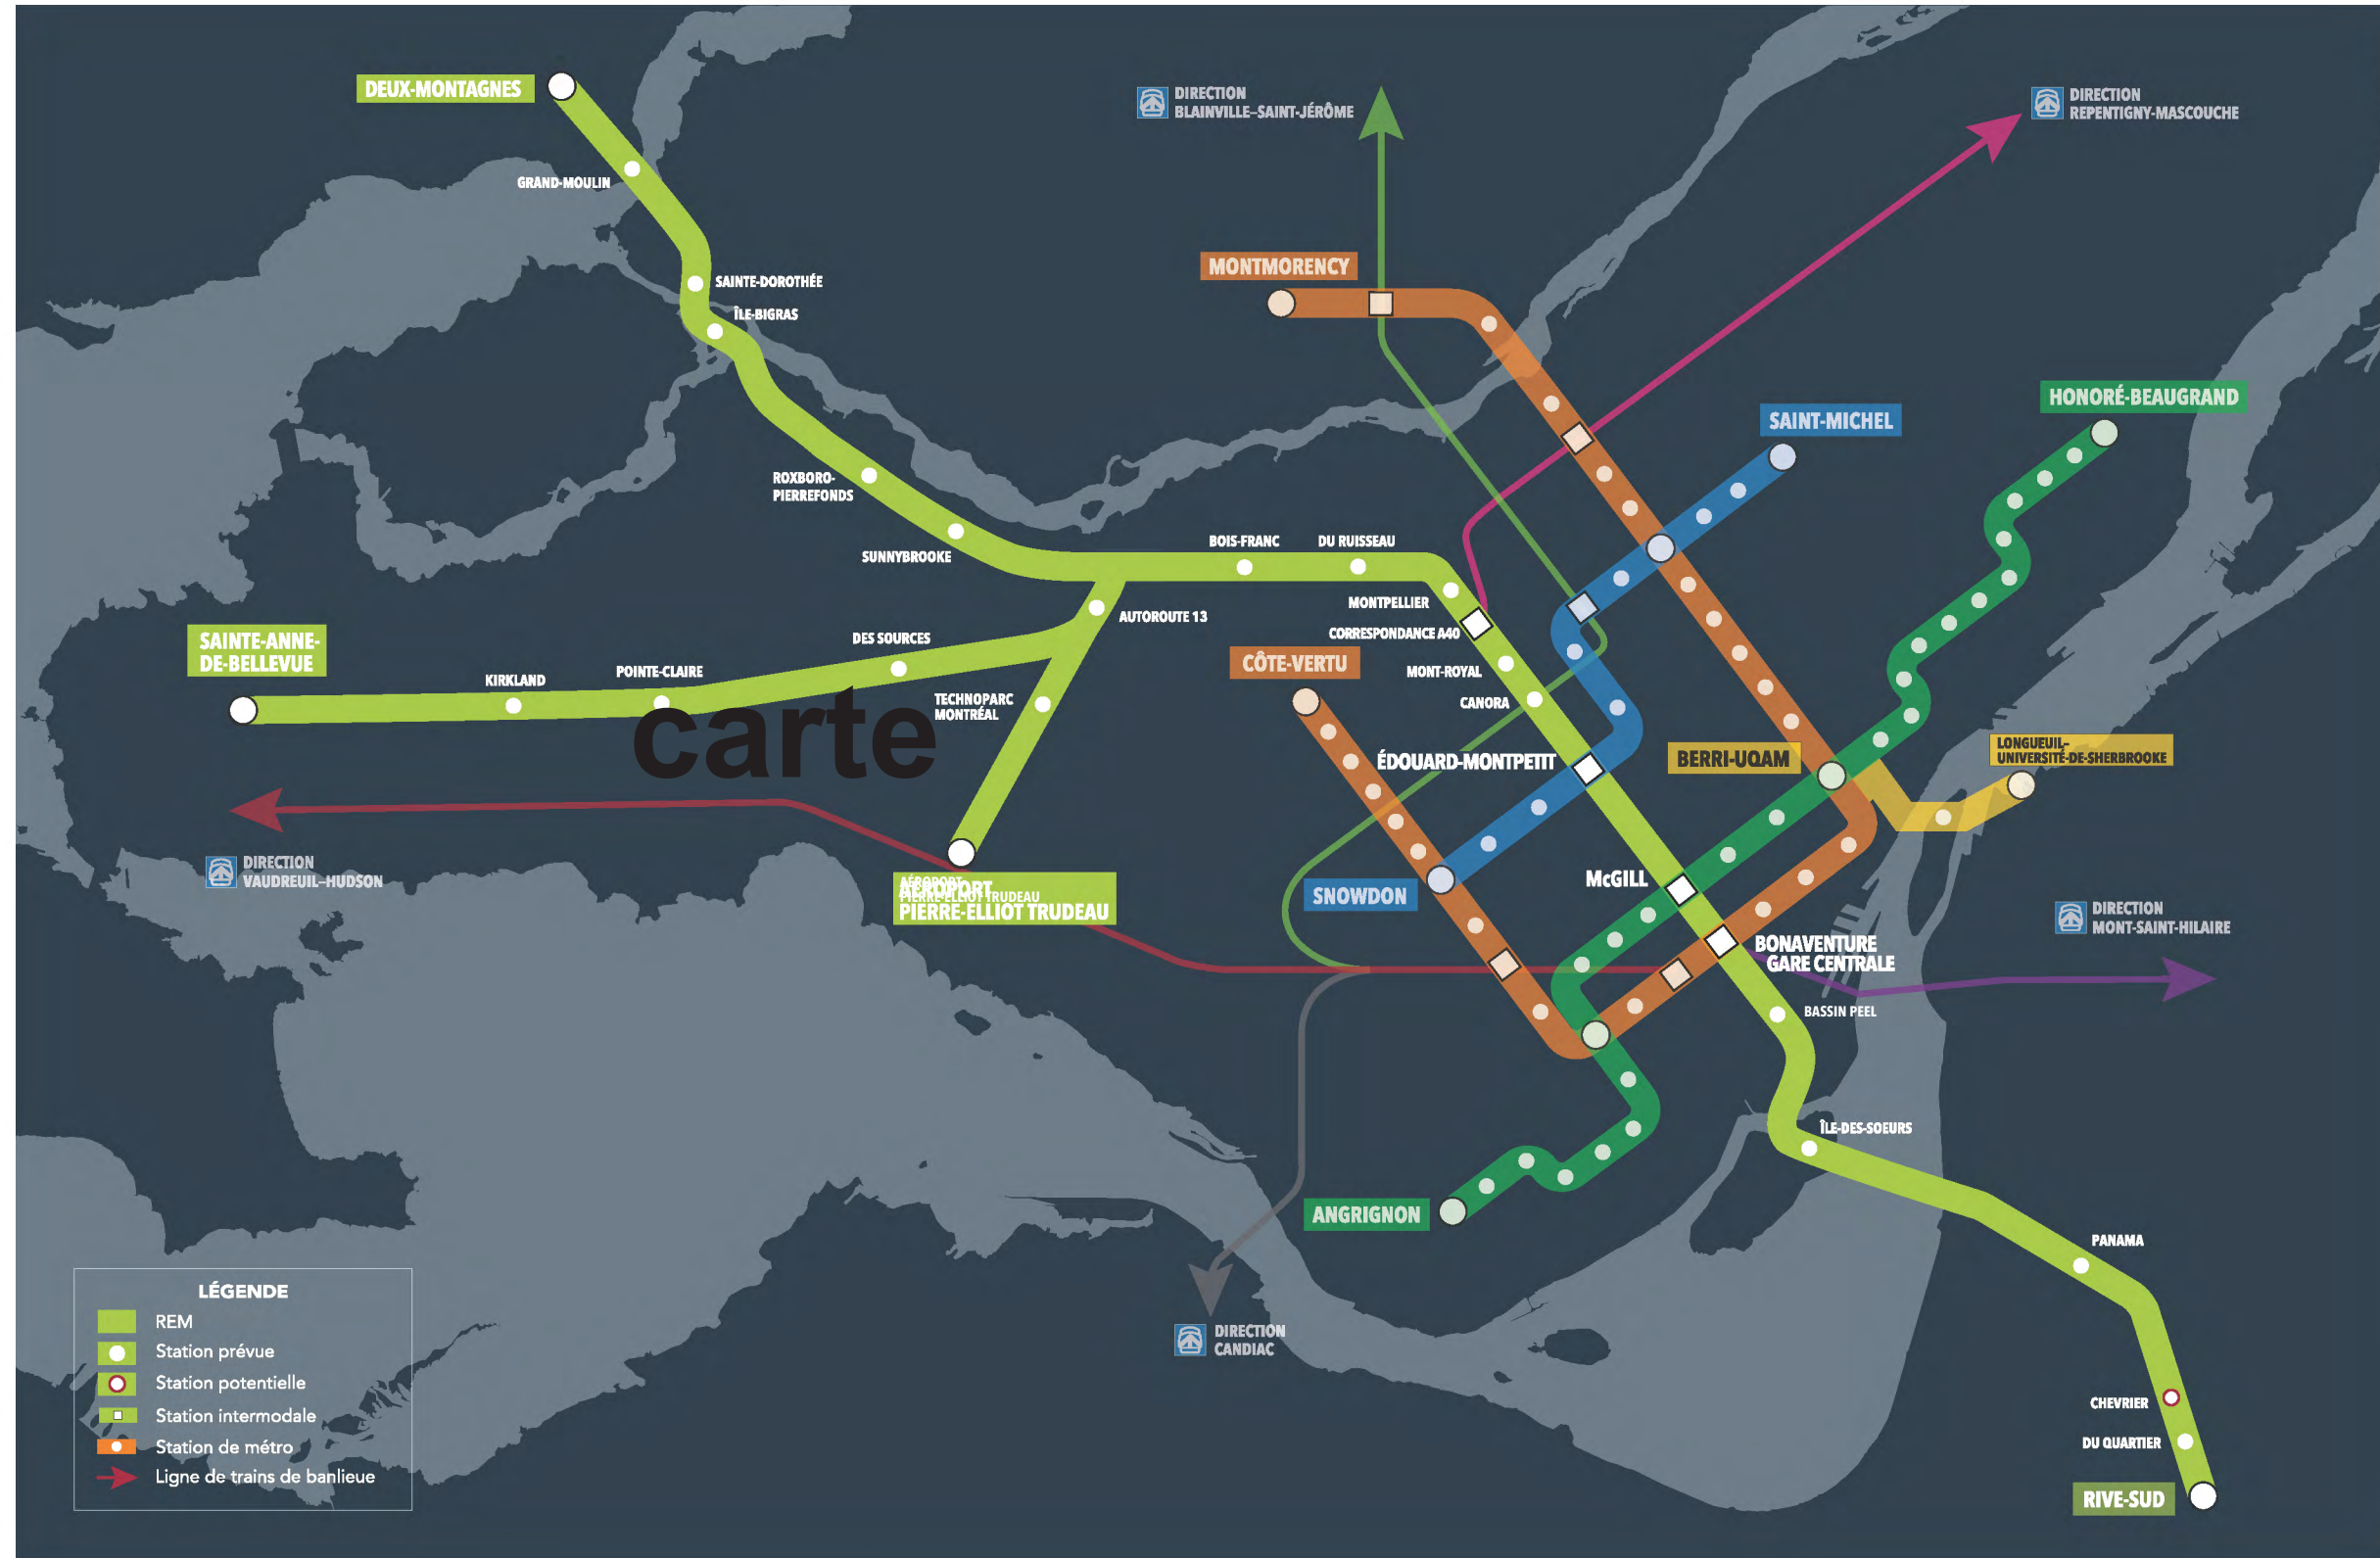 DEUX-MONTAGNES
GRAND-MOULIN
SAINTE-DOROTHÉE
ÎLE-BIGRAS
ROXBORO-
PIERREFONDS
SUNNYBROOKE
DIRECTION
BLAINVILLE–SAINT-JÉRÔME
DIRECTION
REPENTIGNY-MASCOUCHE
MONTMORENCY
SAINT-MICHEL
HONORÉ-BEAUGRAND
BOIS-FRANC
DU RUISSEAU
MONTPELLIER
CORRESPONDANCE A40
MONT-ROYAL
CANORA
AUTOROUTE 13
SAINTE-ANNE-
DE-BELLEVUE
KIRKLAND
POINTE-CLAIRE
DES SOURCES
TECHNOPARC
MONTRÉAL
carte
CÔTE-VERTU
ÉDOUARD-MONTPETIT
BERRI-UQAM
LONGUEUIL–
UNIVERSITÉ-DE-SHERBROOKE
DIRECTION
VAUDREUIL–HUDSON
AÉROPORT
PIERRE-ELLIOT TRUDEAU
AÉROPORT
PIERRE-ELLIOT TRUDEAU
SNOWDON
McGILL
BONAVENTURE
GARE CENTRALE
DIRECTION
MONT-SAINT-HILAIRE
BASSIN PEEL
ÎLE-DES-SOEURS
ANGRIGNON
PANAMA
DIRECTION
CANDIAC
CHEVRIER
DU QUARTIER
RIVE-SUD
LÉGENDE
REM
Station prévue
Station potentielle
Station intermodale
Station de métro
Ligne de trains de banlieue